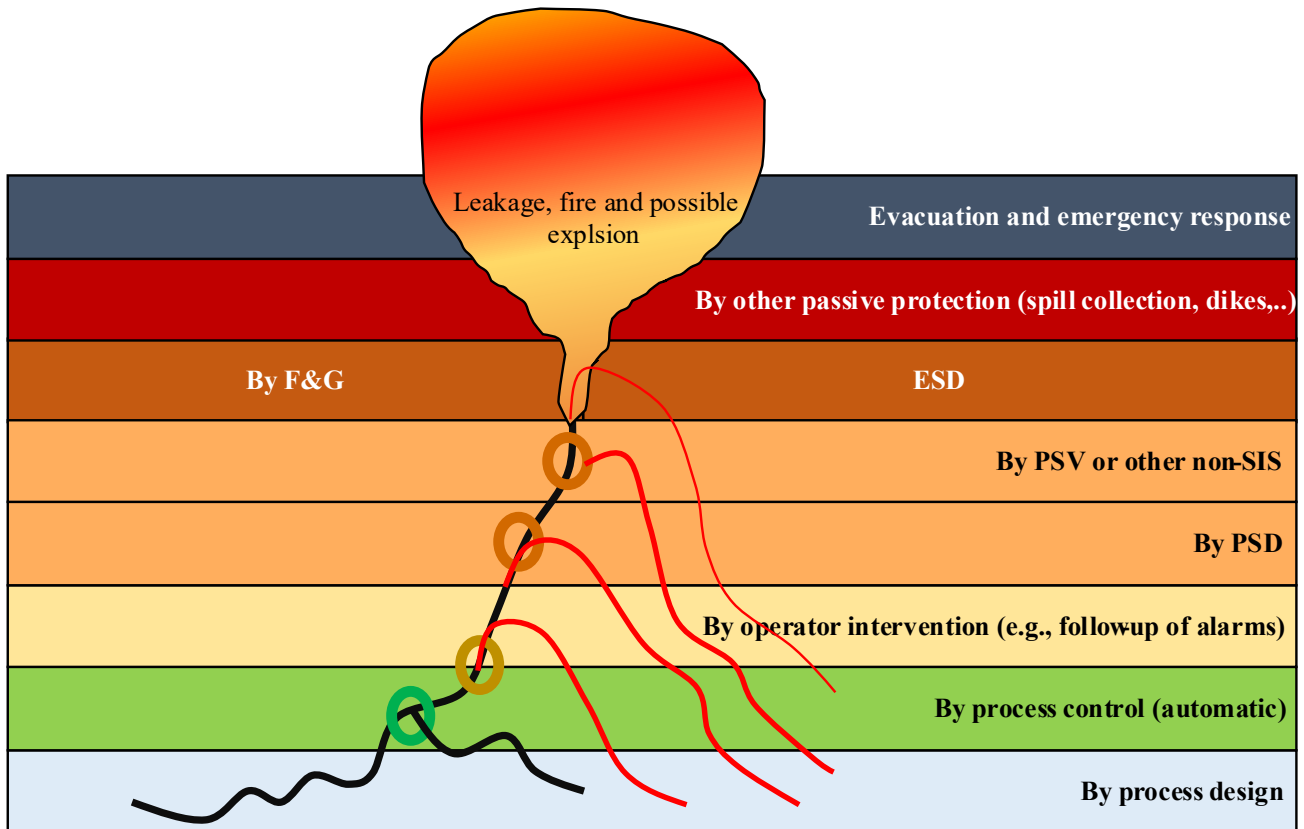 Leakage, fire and possible
explsion
Evacuation and emergency response
By other passive protection (spill collection, dikes,..)
By F&G
ESD
By PSV or other non-SIS
By PSD
By operator intervention (e.g., follow-up of alarms)
By process control (automatic)
By process design